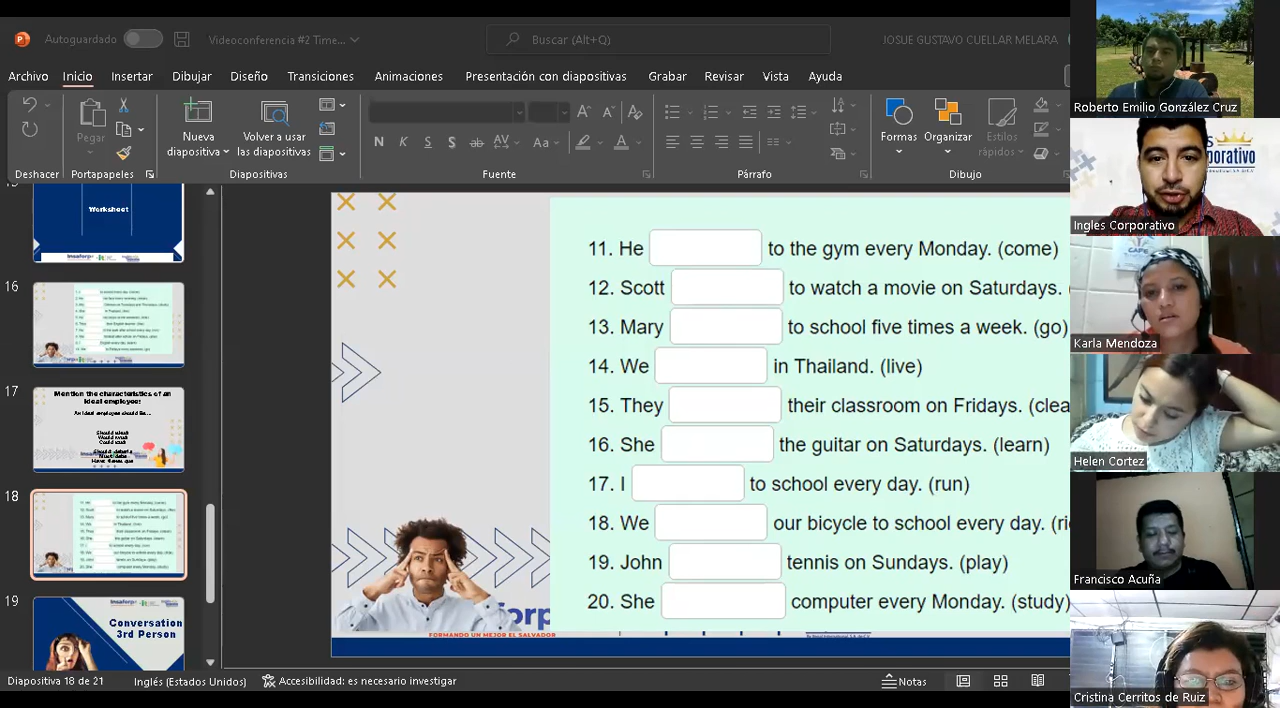 Autoguardado
Videoconferencia #2 Time...
Buscar (Alt+Q)
JOSUE GUSTAVO CUELLAR MELARA
Archivo Inicio Insertar Dibujar Diseño Transiciones Animaciones Presentación con diapositivas Grabar Revisar Vista Ayuda
Pegar
Nueva diapositiva
Volver a usar las diapositivas
N K S S ab AV Aa A
Formas Organizar Estilos rápidos
Deshacer Portapapeles Diapositivas Fuente Párrafo Dibujo
Worksheet
16
17
Mention the characteristics of an
ideal employee:
An ideal employee should be...
18
19
Conversation
3rd Person
11. He to the gym every Monday. (come)
12. Scott to watch a movie on Saturdays.
13. Mary to school five times a week. (go)
14. We in Thailand. (live)
15. They their classroom on Fridays. (clea
16. She the guitar on Saturdays. (learn)
17. I to school every day. (run)
18. We our bicycle to school every day. (ri
19. John tennis on Sundays. (play)
20. She computer every Monday. (study)
FORMANDO UN MEJOR EL SALVADOR
Diapositiva 18 de 21
Inglés (Estados Unidos)
Accesibilidad: es necesario investigar
Notas
Roberto Emilio González Cruz
Ingles Corporativo
Karla Mendoza
Helen Cortez
Francisco Acuña
Cristina Cerritos de Ruiz